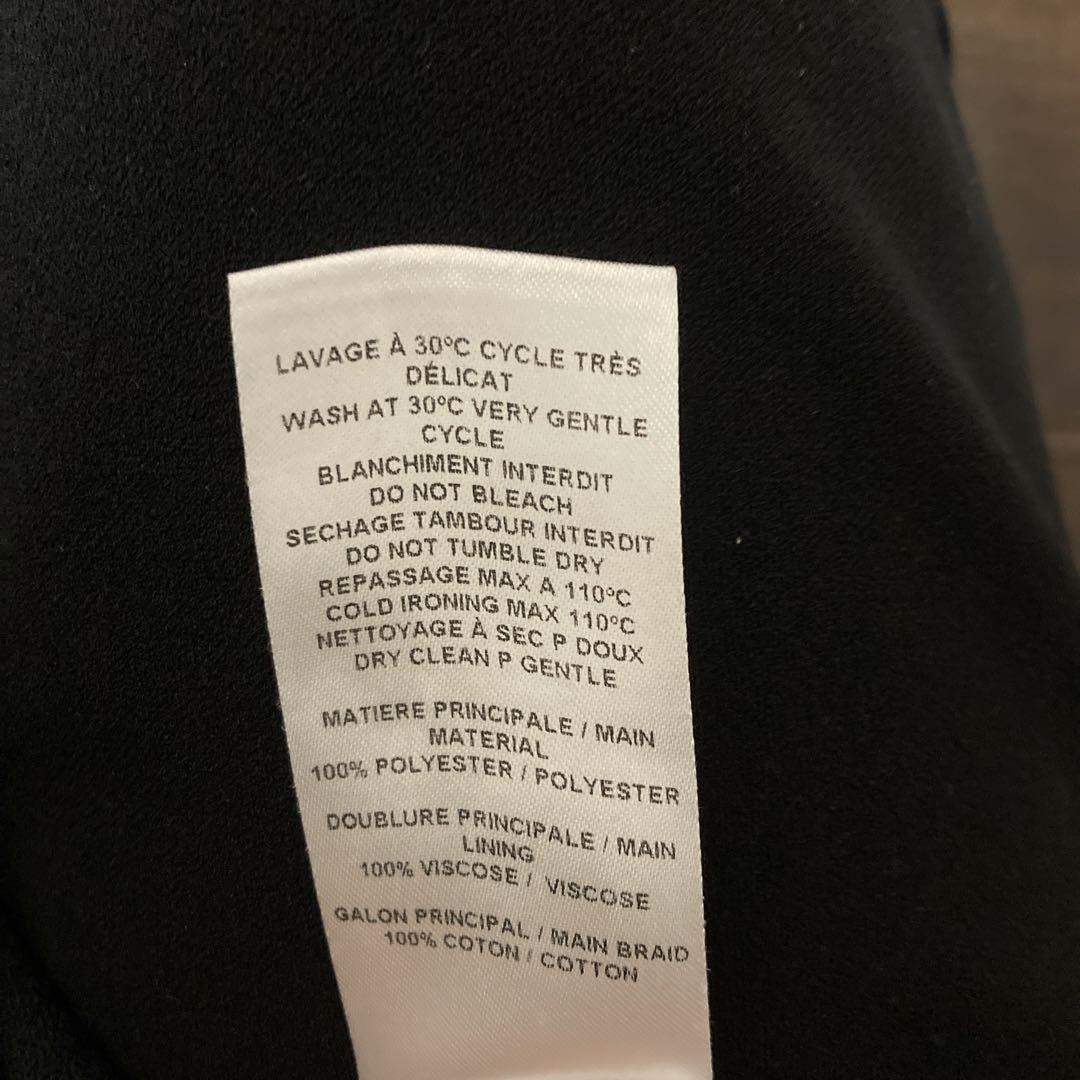 LAVAGE À 30°C CYCLE TRÈS
DÉLICAT
WASH AT 30°C VERY GENTLE
CYCLE
BLANCHIMENT INTERDIT
DO NOT BLEACH
SECHAGE TAMBOUR INTERDIT
DO NOT TUMBLE DRY
REPASSAGE MAX A 110°C
COLD IRONING MAX 110°C
NETTOYAGE À SEC P DOUX
DRY CLEAN P GENTLE
MATIERE PRINCIPALE / MAIN
MATERIAL
100% POLYESTER / POLYESTER
DOUBLURE PRINCIPALE / MAIN
LINING
100% VISCOSE / VISCOSE
GALON PRINCIPAL / MAIN BRAID
100% COTON / COTTON